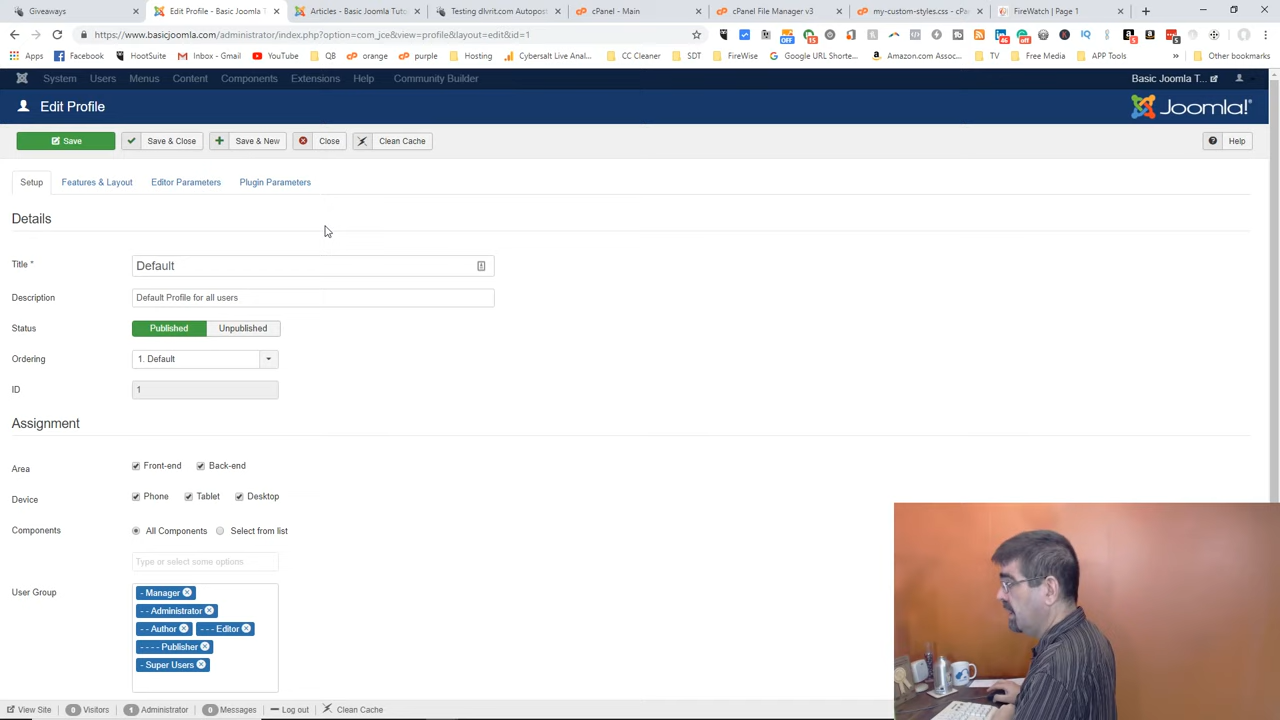 Giveaways
Edit Profile - Basic Joomla T
Articles - Basic Joomla Tuto
Testing dlvrit.com Autopost
cPanel - Main
cPanel File Manager v3
my-custom-styles.css - cPa
FireWatch | Page 1
https://www.basicjoomla.com/administrator/index.php?option=com_jce&view=profile&layout=edit&id=1
Apps
Facebook
HootSuite
Inbox - Gmail
YouTube
QB
orange
purple
Hosting
Cybersalt Live Anal...
CC Cleaner
SDT
FireWise
Google URL Shorte...
Amazon.com Assoc...
TV
Free Media
APP Tools
»
Other bookmarks
System Users Menus Content Components Extensions Help Community Builder
Basic Joomla T...
Edit Profile
Joomla!®
Save
Save & Close
Save & New
Close
Clean Cache
Help
Setup Features & Layout Editor Parameters Plugin Parameters
Details
Title * Default
Description Default Profile for all users
Status Published Unpublished
Ordering 1. Default
ID 1
Assignment
Area Front-end Back-end
Device Phone Tablet Desktop
Components All Components Select from list
Type or select some options
User Group
- Manager
- - Administrator
- - Author - - - Editor
- - - - Publisher
- Super Users
View Site 0 Visitors 1 Administrator 0 Messages Log out Clean Cache